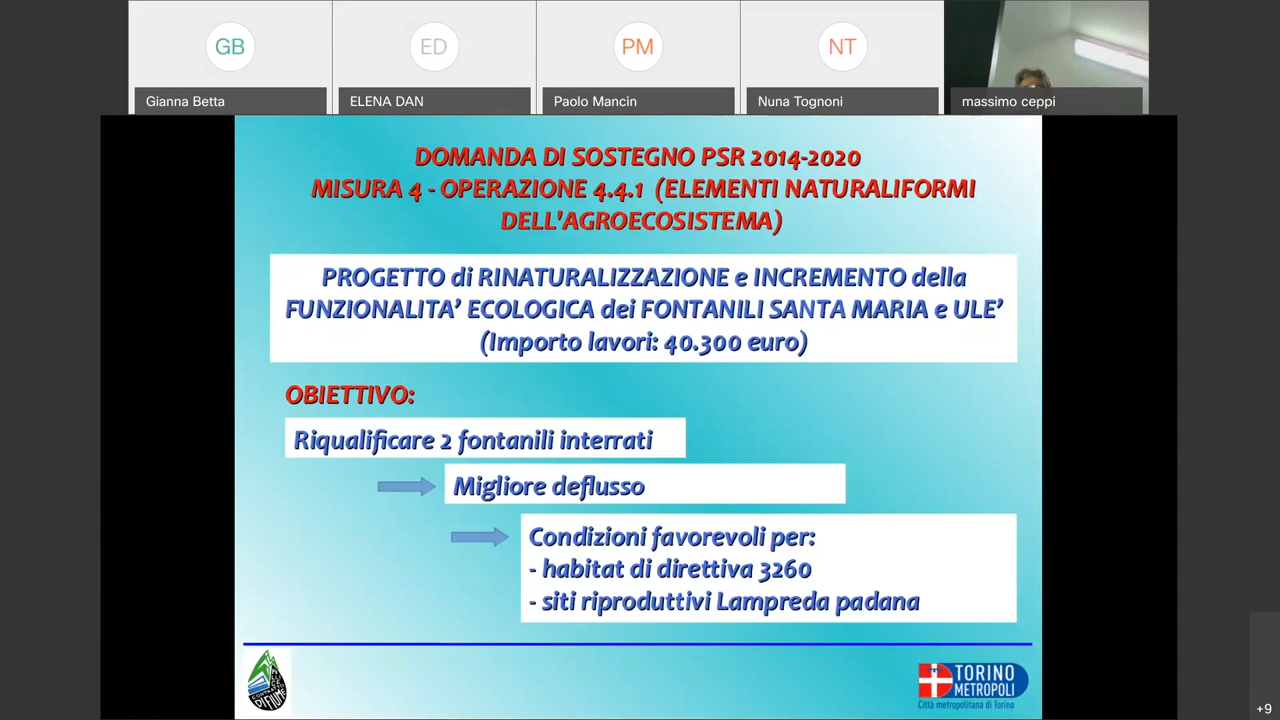 GB
ED
PM
NT
Gianna Betta
ELENA DAN
Paolo Mancin
Nuna Tognoni
massimo ceppi
DOMANDA DI SOSTEGNO PSR 2014-2020
MISURA 4 - OPERAZIONE 4.4.1 (ELEMENTI NATURALIFORMI
DELL'AGROECOSISTEMA)
PROGETTO di RINATURALIZZAZIONE e INCREMENTO della
FUNZIONALITA’ ECOLOGICA dei FONTANILI SANTA MARIA e ULE’
(Importo lavori: 40.300 euro)
OBIETTIVO:
Riqualificare 2 fontanili interrati
Migliore deflusso
Condizioni favorevoli per:
- habitat di direttiva 3260
- siti riproduttivi Lampreda padana
CONTRATTO
DI FIUME
TORINO
METROPOLI
Città metropolitana di Torino
+9